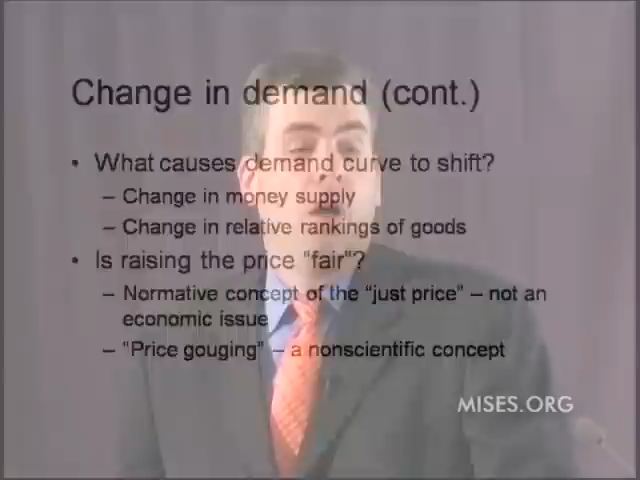 Change in demand (cont.)
• What causes demand curve to shift?
– Change in money supply
– Change in relative rankings of goods
• Is raising the price "fair"?
– Normative concept of the "just price" – not an
economic issue
– "Price gouging" – a nonscientific concept
MISES.ORG